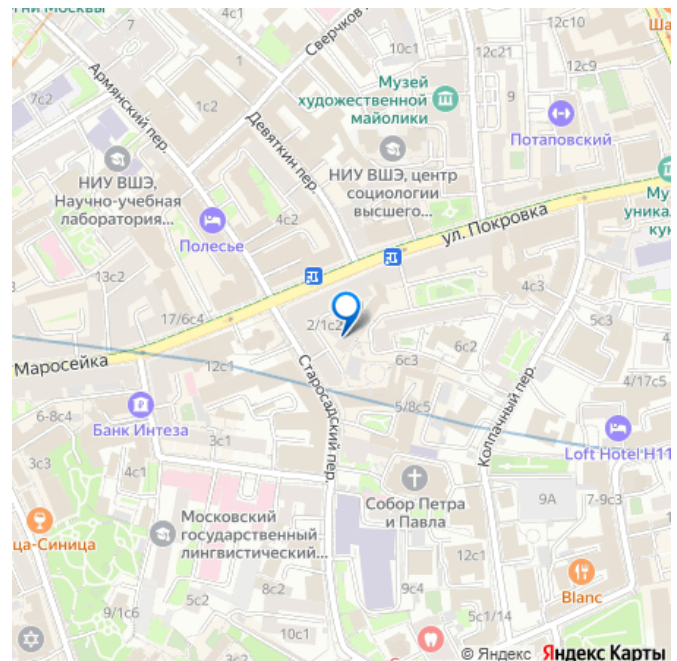 4с1
12с10
Сверчков
10с1
12с21
Ша
Армянский пер.
1
12с9
Музей
художественной
майолики
7с2
1с2
Девяткин пер.
9
Потаповский
НИУ ВШЭ,
Научно-учебная
лаборатория...
НИУ ВШЭ, центр
социологии
высшего...
Му
уника
кук
4с2
Полесье
ул. Покровка
13с2
4с3
17/6с4
2/1с2
5с3
6с2
6с3
Маросейка
12с1
Старосадский пер.
4/17с5
5/8с5
Колпачный пер.
6-8с4
Банк Интеза
3с1
Loft Hotel H11
3с3
4с1
Собор Петра
и Павла
9А
7-9с3
ца-Синица
Московский
государственный
лингвистический...
12с1
Blanc
8с2
9с4
5с2
9/1с6
5с1/14
10с1
© Яндекс Яндекс Карты